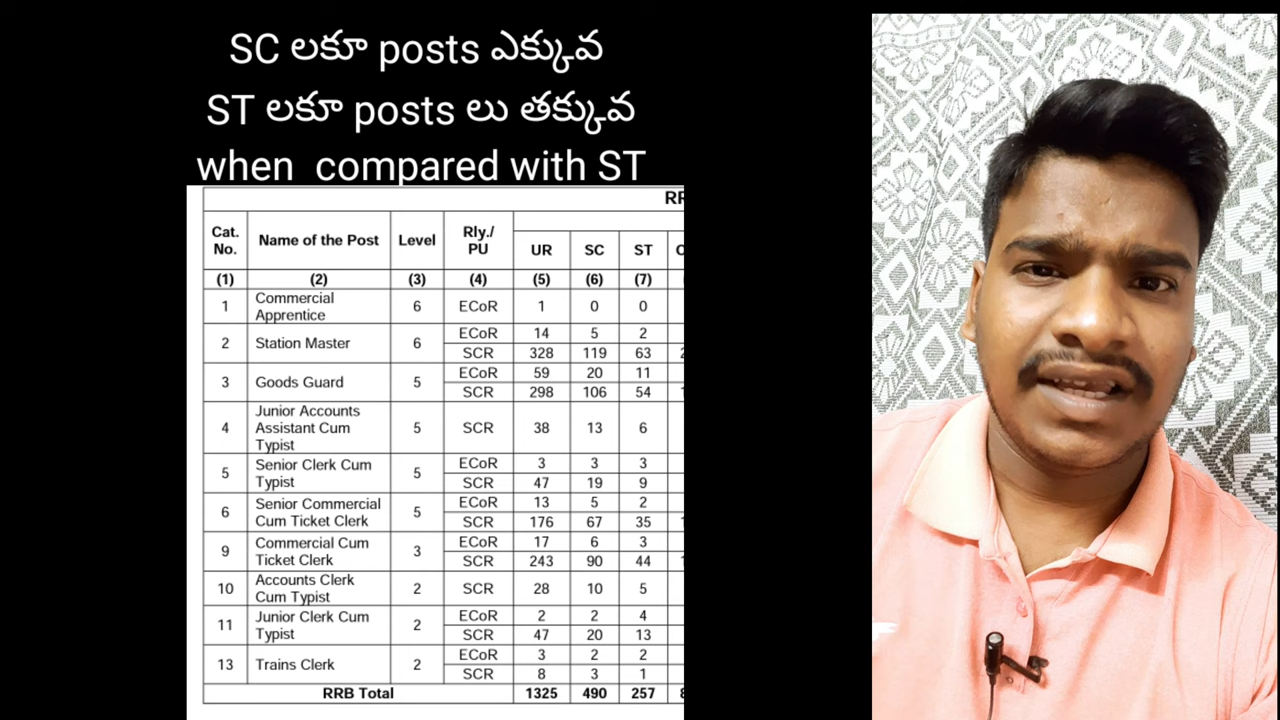 SC లకూ posts ఎక్కువ
ST లకూ posts లు తక్కువ
when compared with ST
Cat. No. Name of the Post Level Rly./ PU UR SC ST
(1) (2) (3) (4) (5) (6) (7)
1 Commercial Apprentice 6 ECoR 1 0 0
2 Station Master 6 ECoR 14 5 2
SCR 328 119 63
3 Goods Guard 5 ECoR 59 20 11
SCR 298 106 54
4 Junior Accounts Assistant Cum Typist 5 SCR 38 13 6
5 Senior Clerk Cum Typist 5 ECoR 3 3 3
SCR 47 19 9
6 Senior Commercial Cum Ticket Clerk 5 ECoR 13 5 2
SCR 176 67 35
9 Commercial Cum Ticket Clerk 3 ECoR 17 6 3
SCR 243 90 44
10 Accounts Clerk Cum Typist 2 SCR 28 10 5
11 Junior Clerk Cum Typist 2 ECoR 2 2 4
SCR 47 20 13
13 Trains Clerk 2 ECoR 3 2 2
SCR 8 3 1
RRB Total 1325 490 257